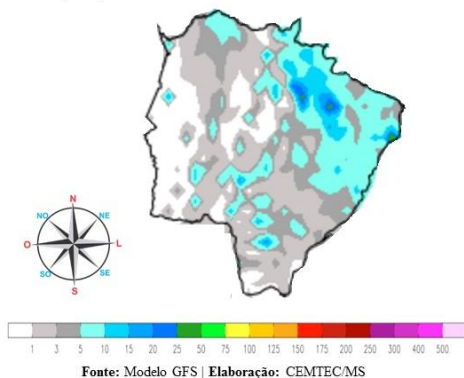 N
NO NE
O L
SO SE
S
1 3 5 10 15 20 25 50 75 100 125 150 175 200 250 300 400 500
Fonte: Modelo GFS | Elaboração: CEMTEC/MS